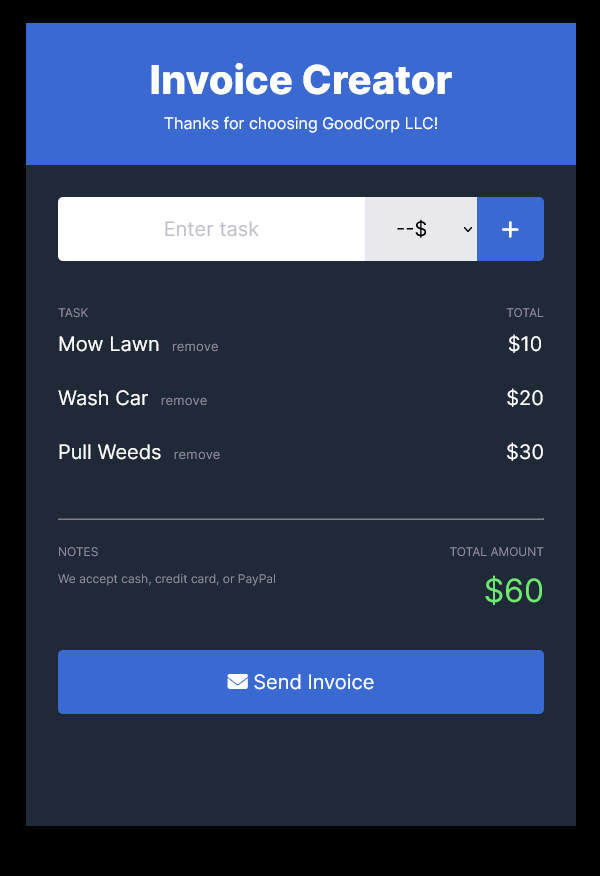 Invoice Creator
Thanks for choosing GoodCorp LLC!
Enter task --$ +
TASK TOTAL
Mow Lawn remove $10
Wash Car remove $20
Pull Weeds remove $30
NOTES TOTAL AMOUNT
We accept cash, credit card, or PayPal $60
Send Invoice